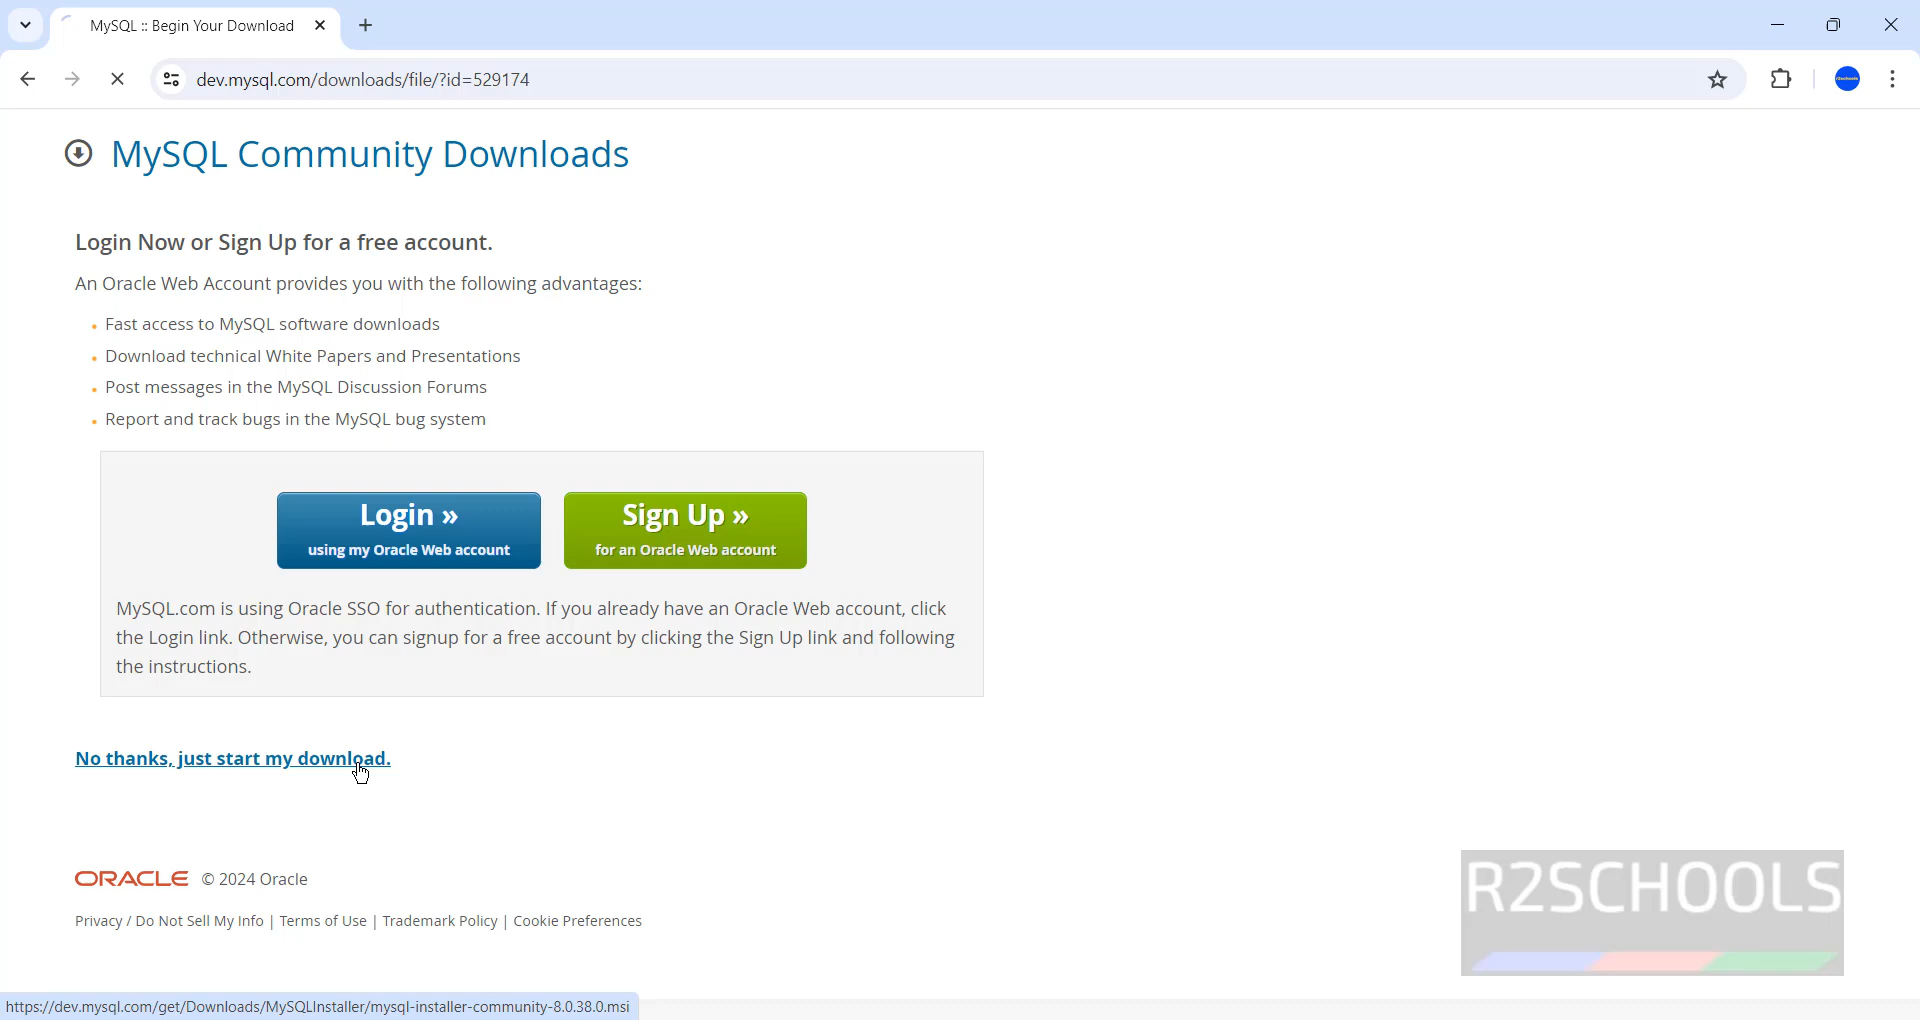 MySQL :: Begin Your Download
dev.mysql.com/downloads/file/?id=529174
MySQL Community Downloads
Login Now or Sign Up for a free account.
An Oracle Web Account provides you with the following advantages:
Fast access to MySQL software downloads
Download technical White Papers and Presentations
Post messages in the MySQL Discussion Forums
Report and track bugs in the MySQL bug system
Login »
using my Oracle Web account
Sign Up »
for an Oracle Web account
MySQL.com is using Oracle SSO for authentication. If you already have an Oracle Web account, click
the Login link. Otherwise, you can signup for a free account by clicking the Sign Up link and following
the instructions.
No thanks, just start my download.
ORACLE © 2024 Oracle
Privacy / Do Not Sell My Info | Terms of Use | Trademark Policy | Cookie Preferences
R2SCHOOLS
https://dev.mysql.com/get/Downloads/MySQLInstaller/mysql-installer-community-8.0.38.0.msi